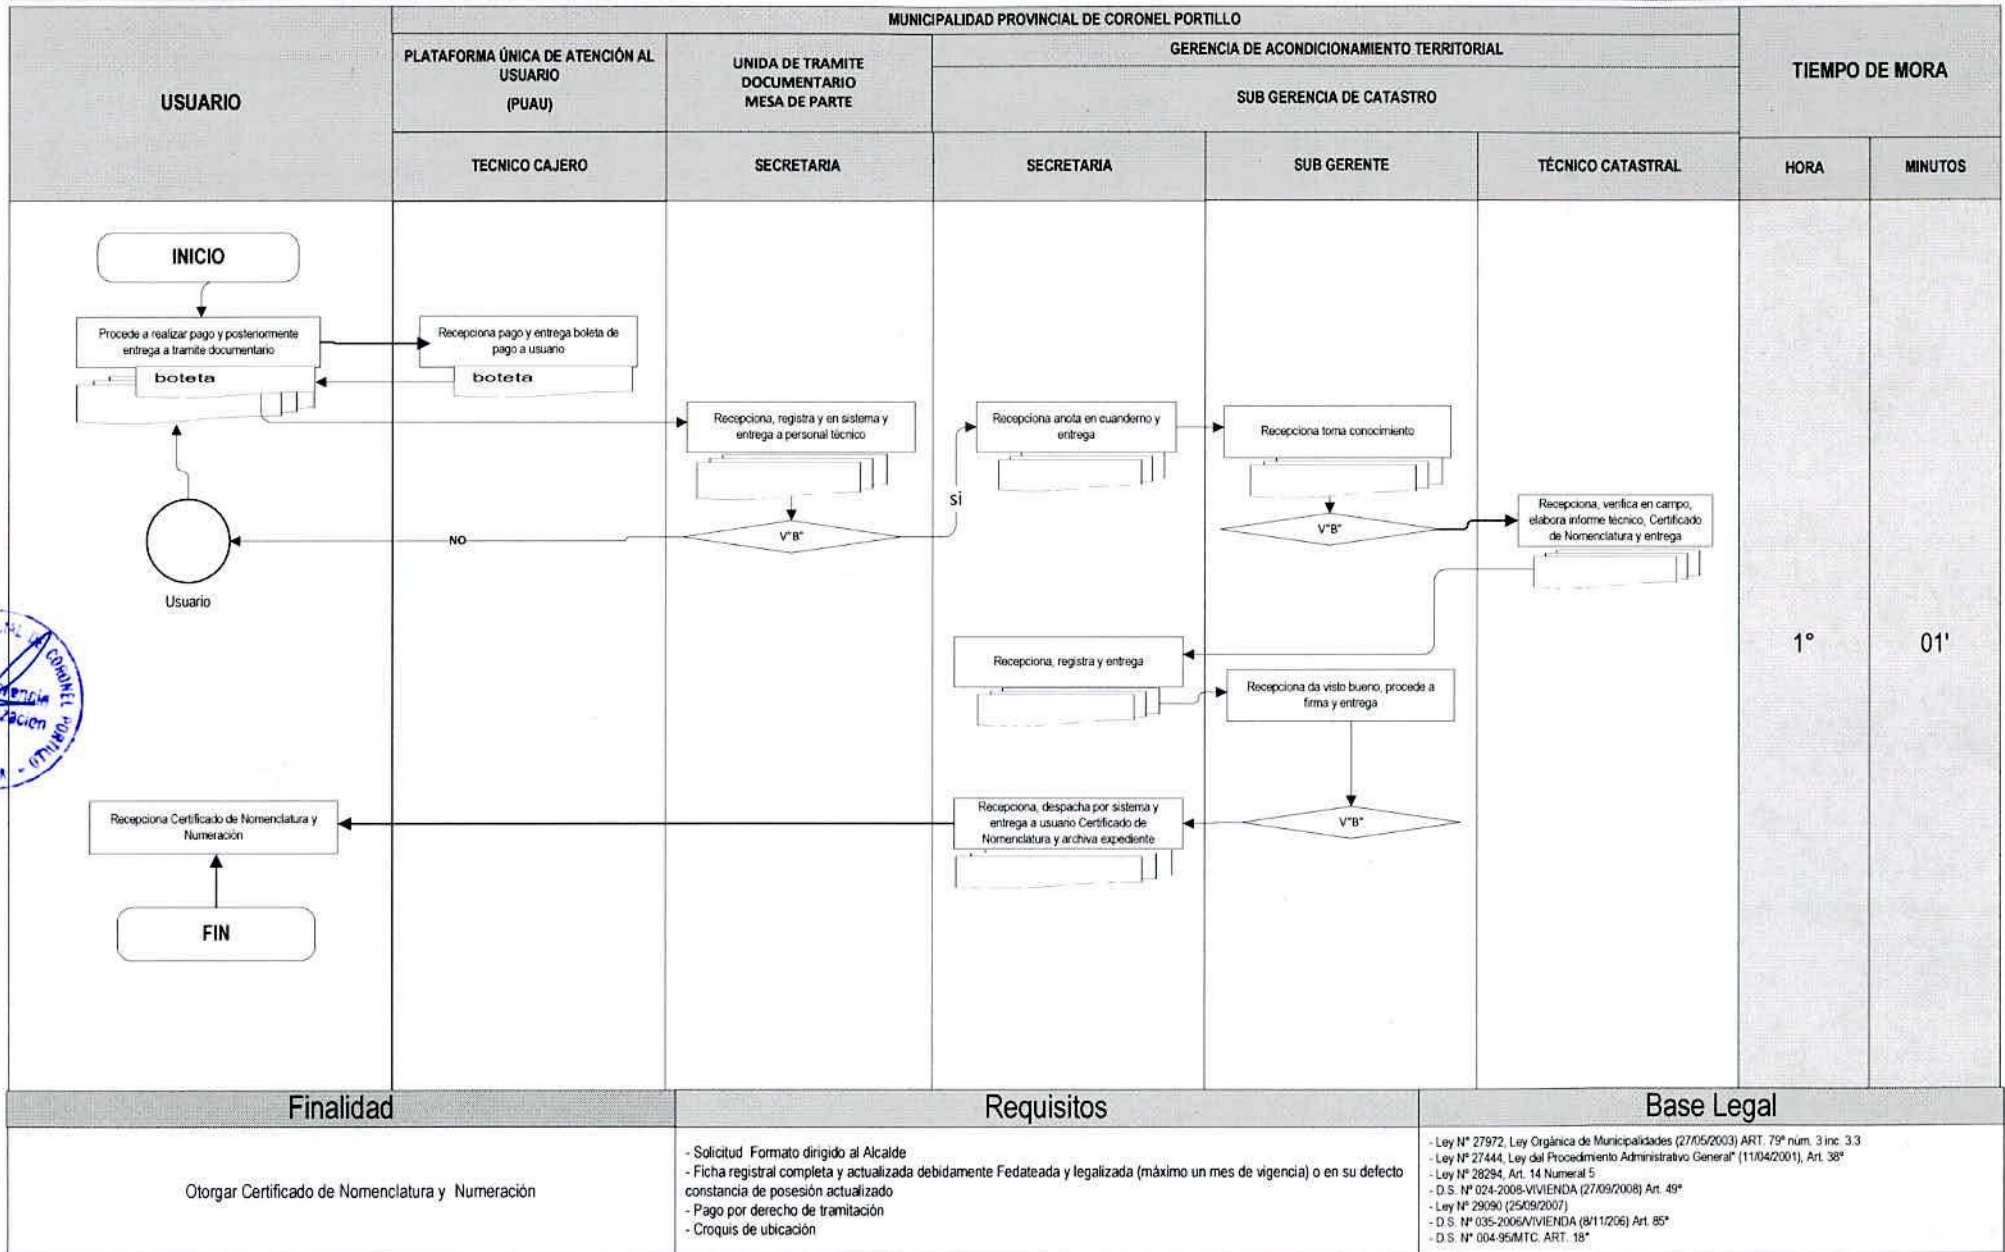 MUNICIPALIDAD PROVINCIAL DE CORONEL PORTILLO
USUARIO
PLATAFORMA ÚNICA DE ATENCIÓN AL
USUARIO
(PUAU)
UNIDA DE TRAMITE
DOCUMENTARIO
MESA DE PARTE
GERENCIA DE ACONDICIONAMIENTO TERRITORIAL
SUB GERENCIA DE CATASTRO
TIEMPO DE MORA
TECNICO CAJERO
SECRETARIA
SECRETARIA
SUB GERENTE
TÉCNICO CATASTRAL
HORA
MINUTOS
INICIO
Procede a realizar pago y posteriormente
entrega a tramite documentario
boteta
Recepciona pago y entrega boleta de
pago a usuario
boteta
Recepciona, registra y en sistema y
entrega a personal técnico
Recepciona anota en cuanderno y
entrega
Recepciona toma conocimiento
si
NO
V°B°
V°B°
Recepciona, verifica en campo,
elabora informe técnico, Certificado
de Nomenclatura y entrega
Usuario
CORONEL PORTILLO -
Recepciona, registra y entrega
Recepciona da visto bueno, procede a
firma y entrega
1°
01'
Recepciona Certificado de Nomenclatura y
Numeración
Recepciona, despacha por sistema y
entrega a usuario Certificado de
Nomenclatura y archiva expediente
V°B°
FIN
Finalidad
Requisitos
Base Legal
Otorgar Certificado de Nomenclatura y Numeración
- Solicitud Formato dirigido al Alcalde
- Ficha registral completa y actualizada debidamente Fedateada y legalizada (máximo un mes de vigencia) o en su defecto
constancia de posesión actualizado
- Pago por derecho de tramitación
- Croquis de ubicación
- Ley N° 27972, Ley Orgánica de Municipalidades (27/05/2003) ART. 79° núm. 3 inc. 3.3
- Ley N° 27444, Ley del Procedimiento Administrativo General" (11/04/2001), Art. 38°
- Ley N° 28294, Art. 14 Numeral 5
- D.S. N° 024-2008-VIVIENDA (27/09/2008) Art. 49°
- Ley N° 29090 (25/09/2007)
- D.S. N° 035-2006/VIVIENDA (8/11/206) Art. 85°
- D.S. N° 004-95/MTC. ART. 18°